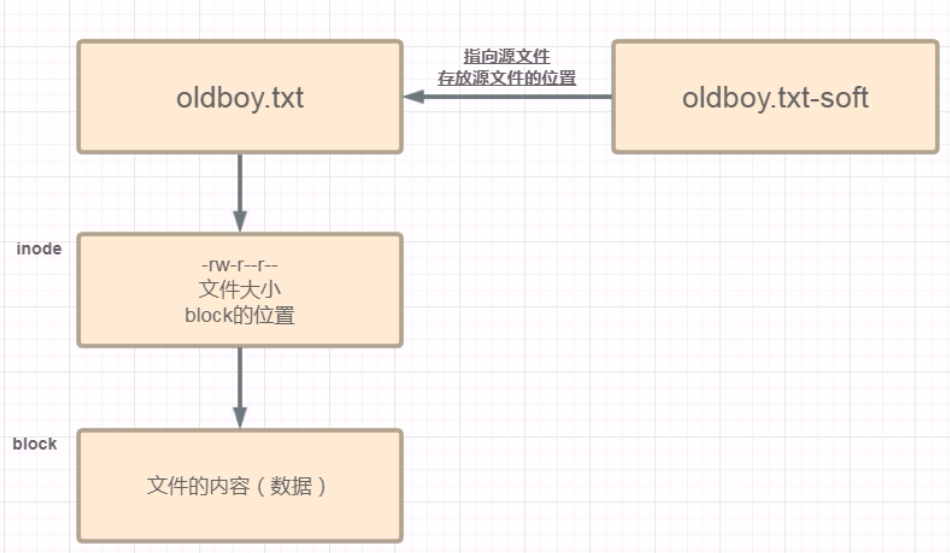 指向源文件
存放源文件的位置
oldboy.txt
oldboy.txt-soft
inode
-rw-r--r--
文件大小
block的位置
block
文件的内容（数据）